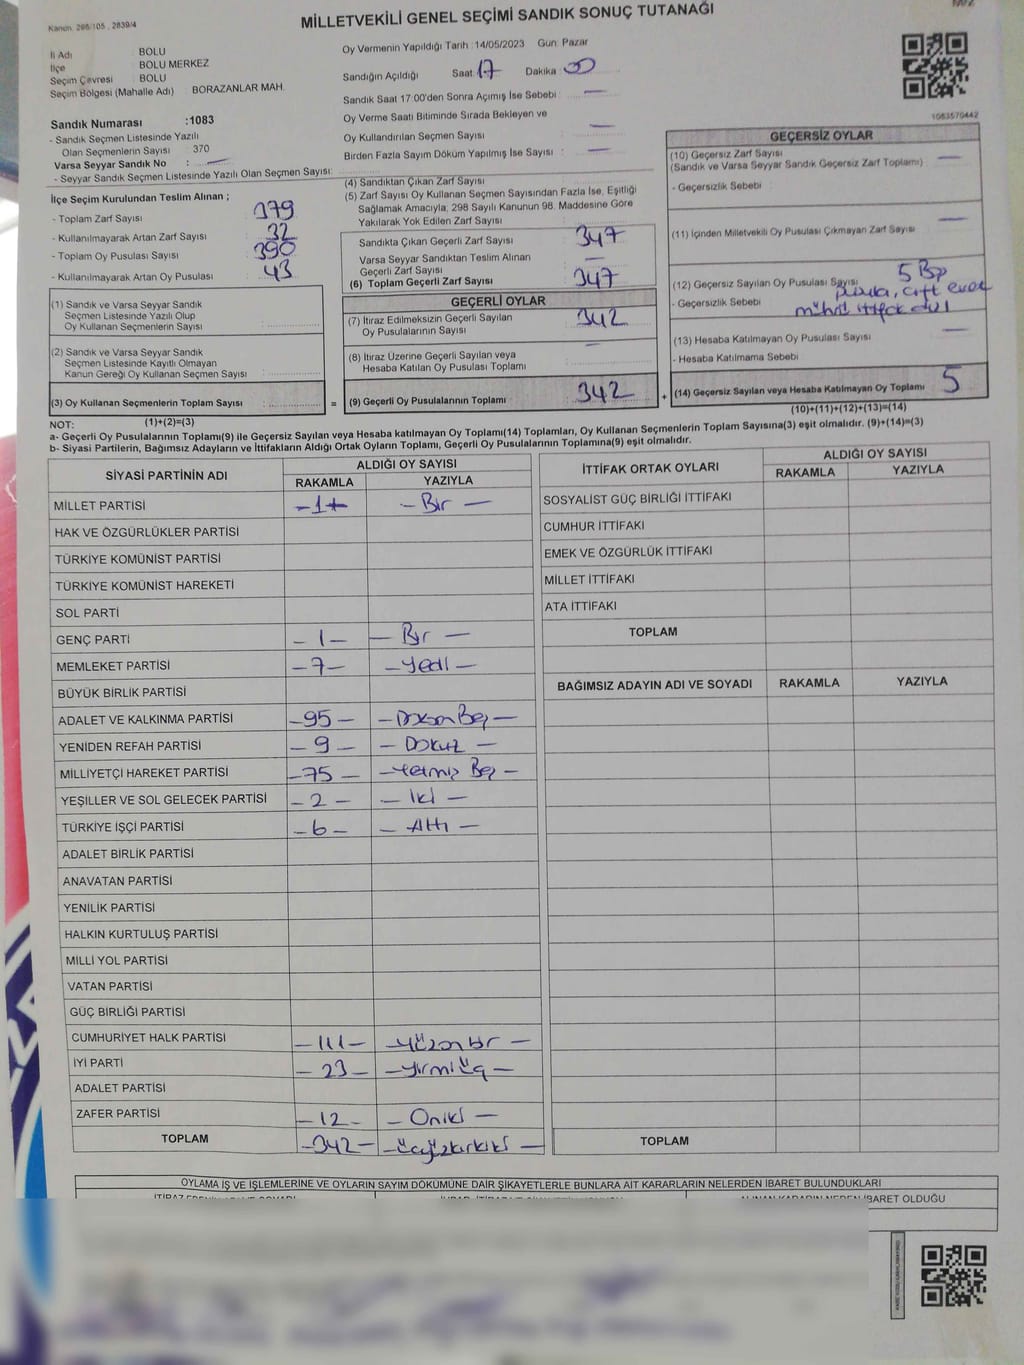 MİLLETVEKİLİ GENEL SEÇİMİ SANDIK SONUÇ TUTANAĞI
İl Adı BOLU
İlçe BOLU MERKEZ
Seçim Çevresi BOLU
Seçim Bölgesi (Mahalle Adı) BORAZANLAR MAH.
Oy Vermenin Yapıldığı Tarih :14/05/2023 Gün: Pazar
Sandığın Açıldığı Saat 17 Dakika 00
Sandık Saat 17:00'den Sonra Açımış İse Sebebi : —
Oy Verme Saati Bitiminde Sırada Bekleyen ve
Oy Kullandırılan Seçmen Sayısı : —
Birden Fazla Sayım Döküm Yapılmış İse Sayısı : —
1083570442
Sandık Numarası :1083
- Sandık Seçmen Listesinde Yazılı
Olan Seçmenlerin Sayısı : 370
Varsa Seyyar Sandık No : —
- Seyyar Sandık Seçmen Listesinde Yazılı Olan Seçmen Sayısı:
İlçe Seçim Kurulundan Teslim Alınan ;
- Toplam Zarf Sayısı 379
- Kullanılmayarak Artan Zarf Sayısı 32
- Toplam Oy Pusulası Sayısı 390
- Kullanılmayarak Artan Oy Pusulası 43
(1) Sandık ve Varsa Seyyar Sandık
Seçmen Listesinde Yazılı Olup
Oy Kullanan Seçmenlerin Sayısı :
(2) Sandık ve Varsa Seyyar Sandık
Seçmen Listesinde Kayıtlı Olmayan
Kanun Gereği Oy Kullanan Seçmen Sayısı :
(3) Oy Kullanan Seçmenlerin Toplam Sayısı :
(1)+(2)=(3)
(4) Sandıktan Çıkan Zarf Sayısı :
(5) Zarf Sayısı Oy Kullanan Seçmen Sayısından Fazla İse, Eşitliği
Sağlamak Amacıyla, 298 Sayılı Kanunun 98. Maddesine Göre
Yakılarak Yok Edilen Zarf Sayısı :
Sandıkta Çıkan Geçerli Zarf Sayısı : 347
Varsa Seyyar Sandıktan Teslim Alınan
Geçerli Zarf Sayısı : —
(6) Toplam Geçerli Zarf Sayısı : 347
GEÇERLİ OYLAR
(7) İtiraz Edilmeksizin Geçerli Sayılan
Oy Pusulalarının Sayısı : 342
(8) İtiraz Üzerine Geçerli Sayılan veya
Hesaba Katılan Oy Pusulası Toplamı : —
= (9) Geçerli Oy Pusulalarının Toplamı : 342
GEÇERSİZ OYLAR
(10) Geçersiz Zarf Sayısı
(Sandık ve Varsa Seyyar Sandık Geçersiz Zarf Toplamı) —
- Geçersizlik Sebebi :
(11) İçinden Milletvekili Oy Pusulası Çıkmayan Zarf Sayısı —
(12) Geçersiz Sayılan Oy Pusulası Sayısı 5
- Geçersizlik Sebebi : pusula, çift evet
(13) Hesaba Katılmayan Oy Pusulası Sayısı : —
- Hesaba Katılmama Sebebi
+ (14) Geçersiz Sayılan veya Hesaba Katılmayan Oy Toplamı 5
(10)+(11)+(12)+(13)=(14)
NOT:
a- Geçerli Oy Pusulalarının Toplamı(9) ile Geçersiz Sayılan veya Hesaba katılmayan Oy Toplamı(14) Toplamları, Oy Kullanan Seçmenlerin Toplam Sayısına(3) eşit olmalıdır. (9)+(14)=(3)
b- Siyasi Partilerin, Bağımsız Adayların ve İttifakların Aldığı Ortak Oyların Toplamı, Geçerli Oy Pusulalarının Toplamına(9) eşit olmalıdır.
SİYASİ PARTİNİN ADI ALDIĞI OY SAYISI
RAKAMLA YAZIYLA
MİLLET PARTİSİ -1- - Bir -
HAK VE ÖZGÜRLÜKLER PARTİSİ
TÜRKİYE KOMÜNİST PARTİSİ
TÜRKİYE KOMÜNİST HAREKETİ
SOL PARTİ
GENÇ PARTİ -1- - Bir -
MEMLEKET PARTİSİ -7- - Yedi -
BÜYÜK BİRLİK PARTİSİ
ADALET VE KALKINMA PARTİSİ -95- - Doksan Beş -
YENİDEN REFAH PARTİSİ -9- - Dokuz -
MİLLİYETÇİ HAREKET PARTİSİ -75- - Yetmiş Beş -
YEŞİLLER VE SOL GELECEK PARTİSİ -2- - İki -
TÜRKİYE İŞÇİ PARTİSİ -6- - Altı -
ADALET BİRLİK PARTİSİ
ANAVATAN PARTİSİ
YENİLİK PARTİSİ
HALKIN KURTULUŞ PARTİSİ
MİLLİ YOL PARTİSİ
VATAN PARTİSİ
GÜÇ BİRLİĞİ PARTİSİ
CUMHURİYET HALK PARTİSİ -111- - Yüzonbir -
İYİ PARTİ -23- - Yirmiüç -
ADALET PARTİSİ
ZAFER PARTİSİ -12- - Oniki -
TOPLAM -342- - Üçyüzkırkiki -
İTTİFAK ORTAK OYLARI ALDIĞI OY SAYISI
RAKAMLA YAZIYLA
SOSYALİST GÜÇ BİRLİĞİ İTTİFAKI
CUMHUR İTTİFAKI
EMEK VE ÖZGÜRLÜK İTTİFAKI
MİLLET İTTİFAKI
ATA İTTİFAKI
TOPLAM
BAĞIMSIZ ADAYIN ADI VE SOYADI RAKAMLA YAZIYLA
TOPLAM
OYLAMA İŞ VE İŞLEMLERİNE VE OYLARIN SAYIM DÖKÜMÜNE DAİR ŞİKAYETLERLE BUNLARA AİT KARARLARIN NELERDEN İBARET BULUNDUKLARI
ALINAN KARARIN NEDEN İBARET OLDUĞU